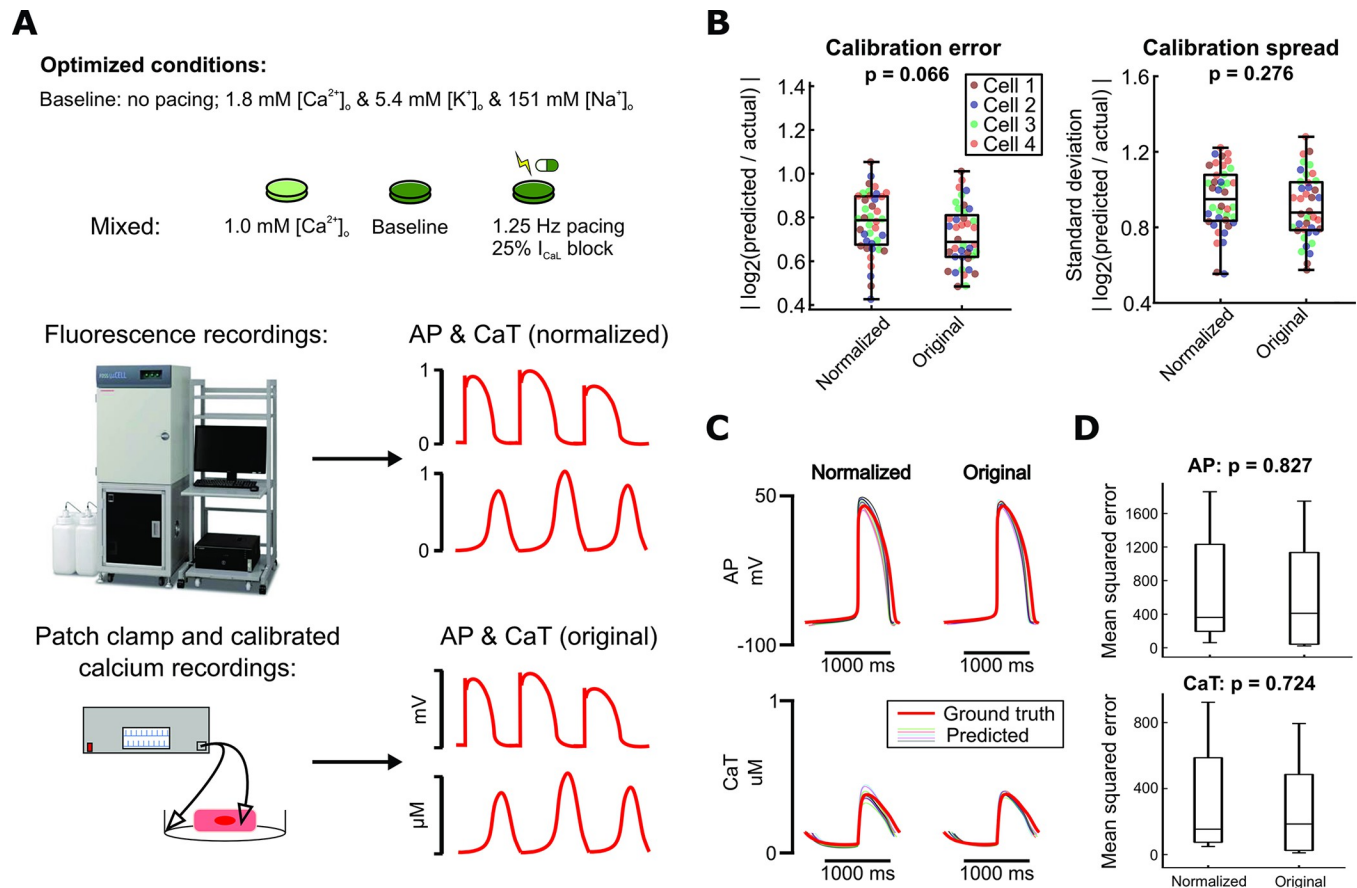 A
Optimized conditions:
Baseline: no pacing; 1.8 mM [Ca²⁺]ₒ & 5.4 mM [K⁺]ₒ & 151 mM [Na⁺]ₒ
Mixed:
1.0 mM [Ca²⁺]ₒ
Baseline
1.25 Hz pacing
25% I_CaL block
Fluorescence recordings:
AP & CaT (normalized)
1
0
1
0
Patch clamp and calibrated
calcium recordings:
AP & CaT (original)
mV
µM
B
Calibration error
p = 0.066
| log2(predicted / actual) |
1.4
1.2
1.0
0.8
0.6
0.4
Cell 1
Cell 2
Cell 3
Cell 4
Normalized
Original
Calibration spread
p = 0.276
Standard deviation
| log2(predicted / actual) |
1.6
1.2
0.8
0.4
Normalized
Original
C
Normalized
Original
50
AP
mV
-100
1000 ms
1000 ms
1
Ground truth
Predicted
CaT
uM
0
1000 ms
1000 ms
D
AP: p = 0.827
Mean squared error
1600
1200
400
0
CaT: p = 0.724
Mean squared error
800
400
0
Normalized
Original